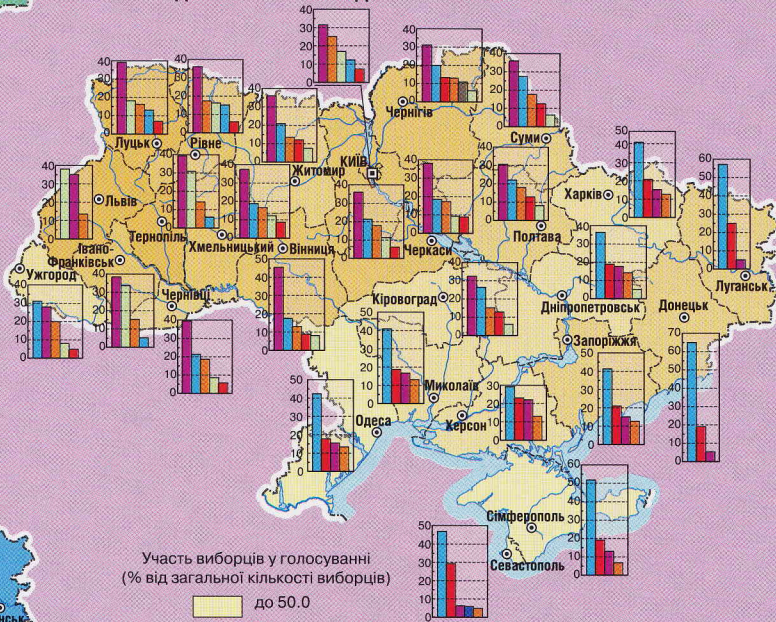 Чернігів
Суми
Луцьк
Рівне
Житомир
КИЇВ
Харків
Львів
Тернопіль
Хмельницький
Вінниця
Черкаси
Полтава
Івано-
Франківськ
Ужгород
Чернівці
Кіровоград
Дніпропетровськ
Луганськ
Донецьк
Запоріжжя
Миколаїв
Одеса
Херсон
Сімферополь
Севастополь
Участь виборців у голосуванні
(% від загальної кількості виборців)
до 50.0